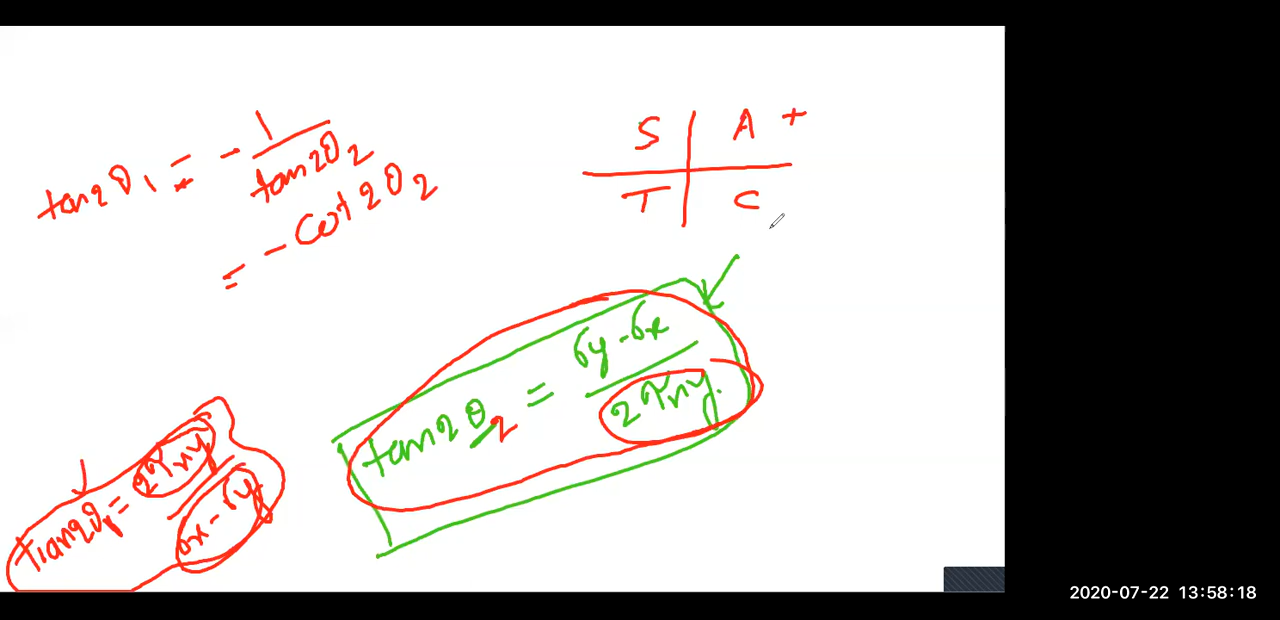 tan2θ₁ = - 1/tan2θ₂
= - Cot2θ₂
S | A +
T | C
tan2θ₂ = (σy - σx)/(2τxy)
tan2θ₁ = (2τxy)/(σx - σy)
2020-07-22 13:58:18